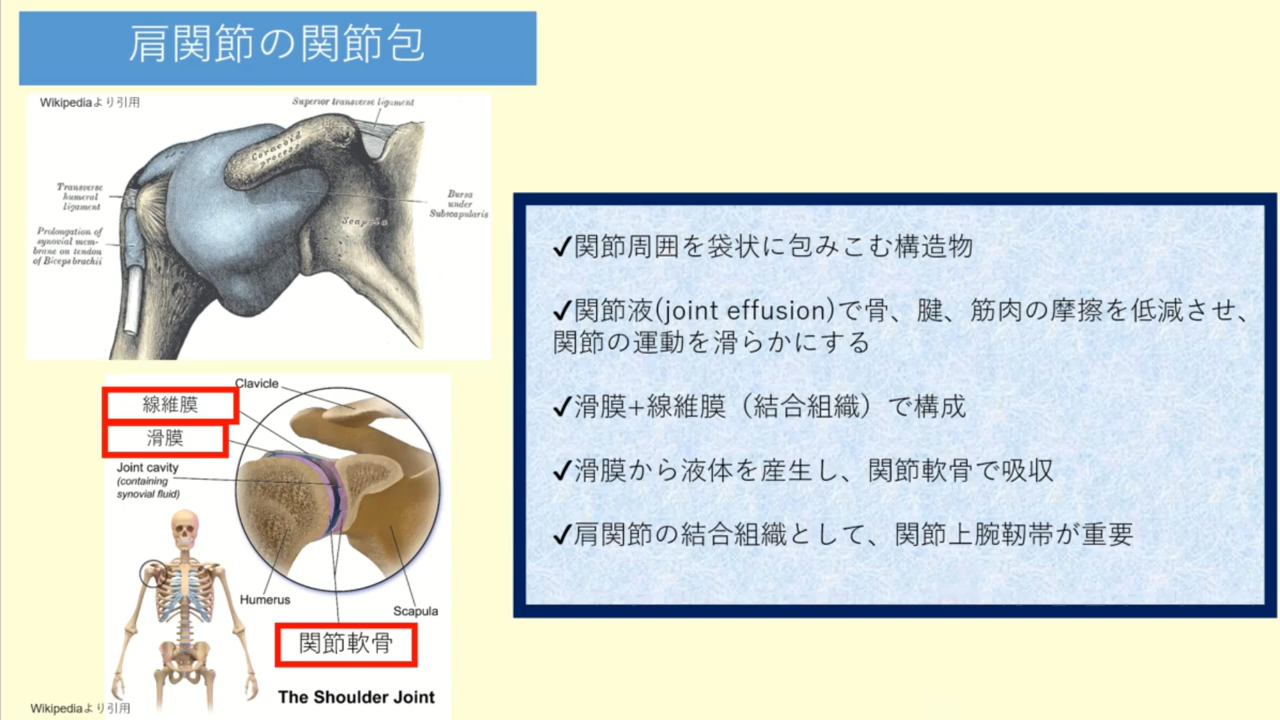 肩関節の関節包
Wikipediaより引用
Superior transverse ligament
Coracoid
process
Transverse
humeral
ligament
Bursa
under
Subscapularis
Scapula
Prolongation of
synovial mem-
brane on tendon
of Biceps brachii
✓関節周囲を袋状に包みこむ構造物
✓関節液(joint effusion)で骨、腱、筋肉の摩擦を低減させ、
関節の運動を滑らかにする
✓滑膜+線維膜（結合組織）で構成
✓滑膜から液体を産生し、関節軟骨で吸収
✓肩関節の結合組織として、関節上腕靭帯が重要
Clavicle
線維膜
滑膜
Joint cavity
(containing
synovial fluid)
Humerus
Scapula
関節軟骨
The Shoulder Joint
Wikipediaより引用